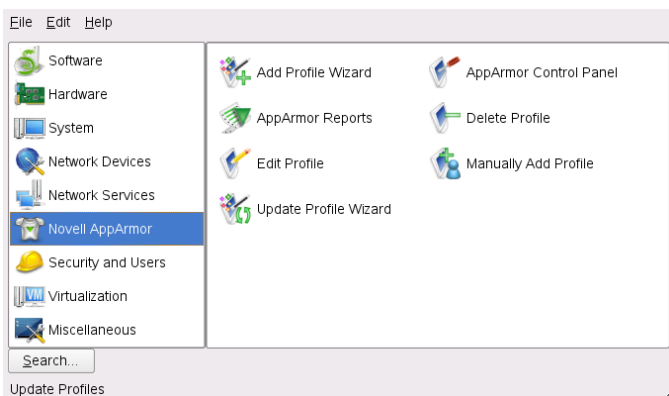 File Edit Help
Software
Hardware
System
Network Devices
Network Services
Novell AppArmor
Security and Users
VM
Virtualization
Miscellaneous
Add Profile Wizard
AppArmor Control Panel
AppArmor Reports
Delete Profile
Edit Profile
Manually Add Profile
Update Profile Wizard
Search...
Update Profiles